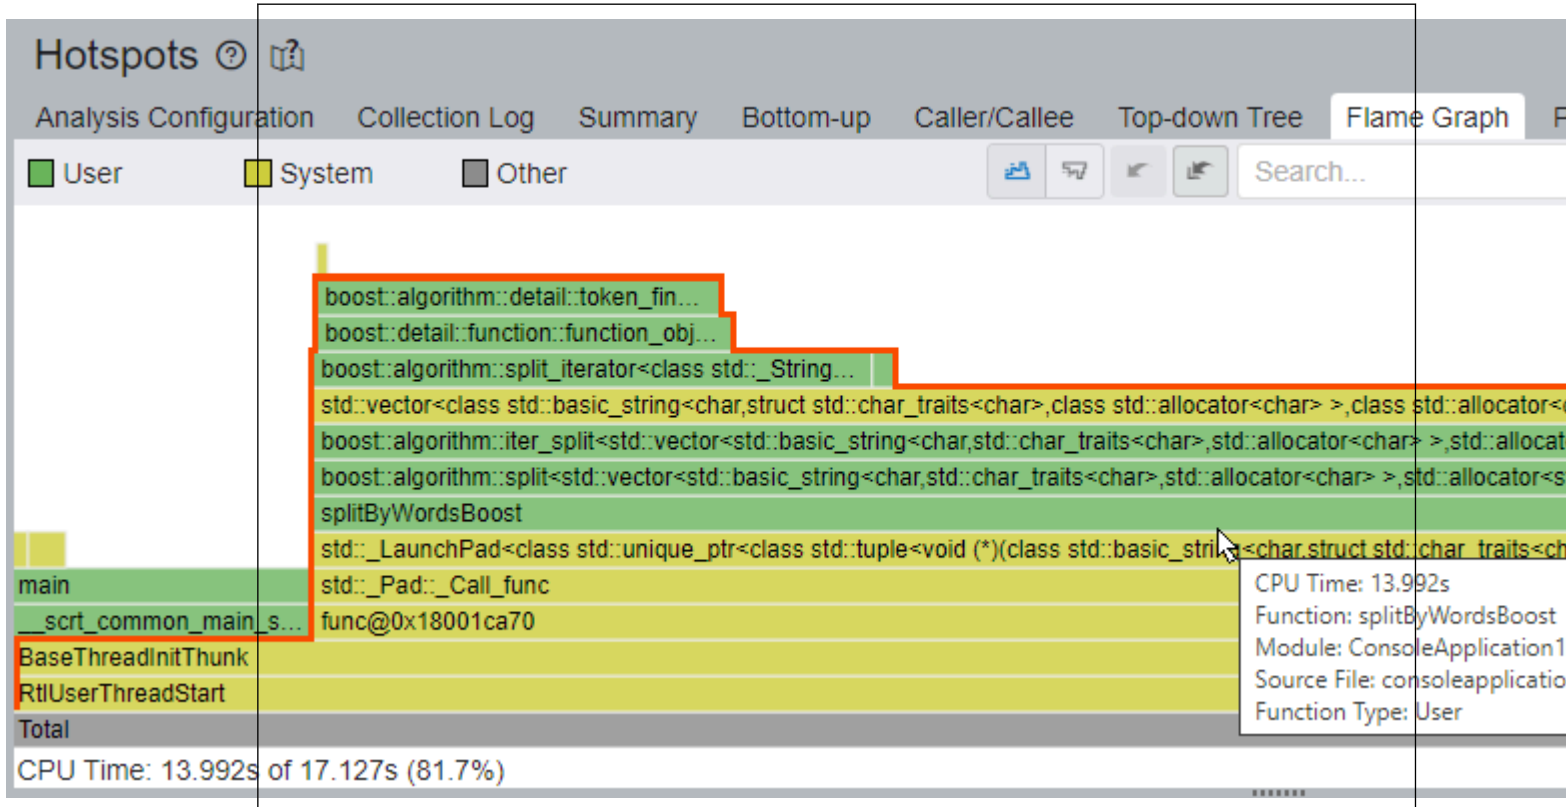 Hotspots
Analysis Configuration Collection Log Summary Bottom-up Caller/Callee Top-down Tree Flame Graph P
User System Other Search...
boost::algorithm::detail::token_fin...
boost::detail::function::function_obj...
boost::algorithm::split_iterator<class std::_String...
std::vector<class std::basic_string<char,struct std::char_traits<char>,class std::allocator<char> >,class std::allocator<c
boost::algorithm::iter_split<std::vector<std::basic_string<char,std::char_traits<char>,std::allocator<char> >,std::allocat
boost::algorithm::split<std::vector<std::basic_string<char,std::char_traits<char>,std::allocator<char> >,std::allocator<s
splitByWordsBoost
std::_LaunchPad<class std::unique_ptr<class std::tuple<void (*)(class std::basic_string<char,struct std::char_traits<ch
main std::_Pad::_Call_func
__scrt_common_main_s... func@0x18001ca70
BaseThreadInitThunk
RtlUserThreadStart
Total
CPU Time: 13.992s
Function: splitByWordsBoost
Module: ConsoleApplication1
Source File: consoleapplicatio
Function Type: User
CPU Time: 13.992s of 17.127s (81.7%)